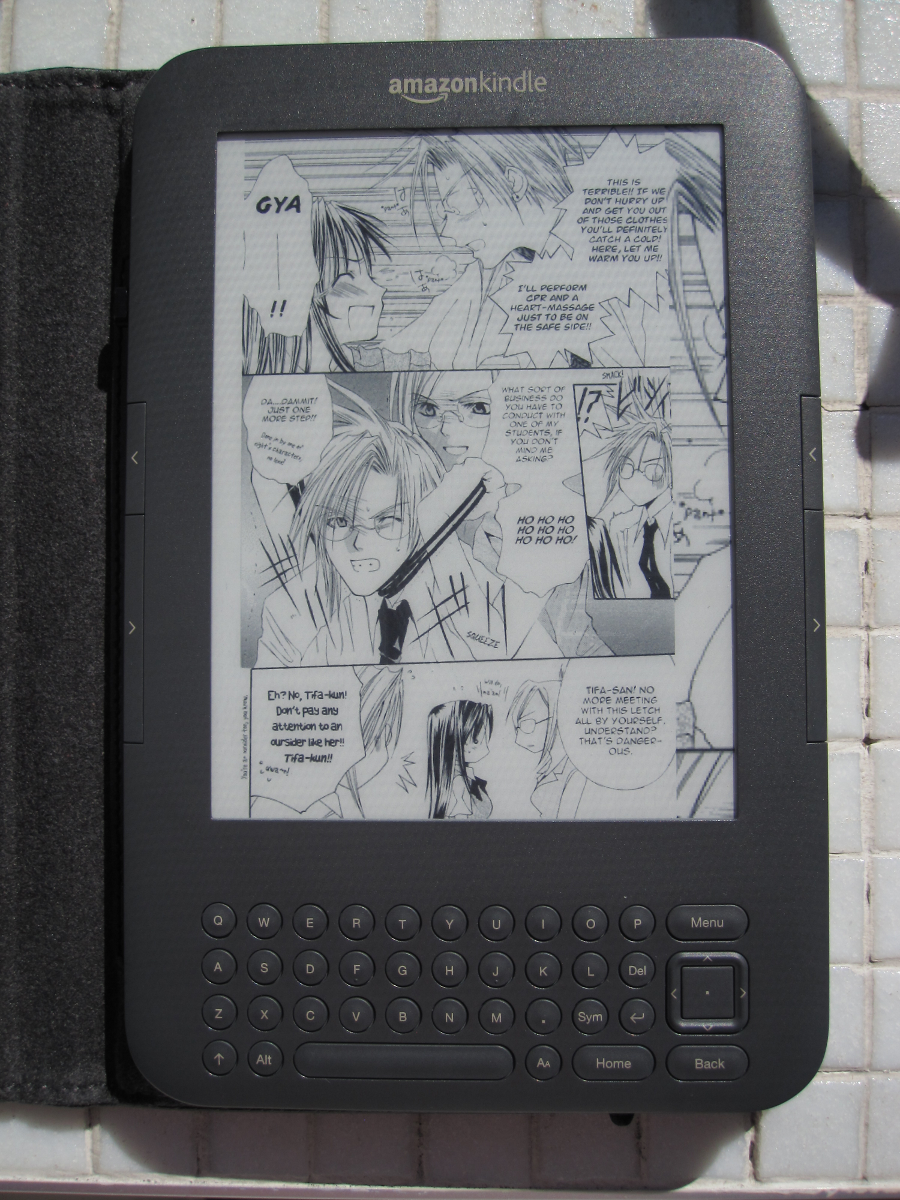 amazonkindle
GYA
!!
THIS IS
TERRIBLE!! IF WE
DON'T HURRY UP
AND GET YOU OUT
OF THOSE CLOTHES
YOU'LL DEFINITELY
CATCH A COLD!
HERE, LET ME
WARM YOU UP!!
I'LL PERFORM
CPR AND A
HEART-MASSAGE
JUST TO BE ON
THE SAFE SIDE!!
DA...DAMMIT!
JUST ONE
MORE STEP!!
WHAT SORT OF
BUSINESS DO
YOU HAVE TO
CONDUCT WITH
ONE OF MY
STUDENTS, IF
YOU DON'T
MIND ME
ASKING?
HO HO HO
HO HO HO
HO HO HO!
SMACK!
!?
*pant*
SQUEEZE
Eh? No, Tifa-kun!
Don't pay any
attention to an
oursider like her!!
Tifa-kun!!
TIFA-SAN! NO
MORE MEETING
WITH THIS LETCH
ALL BY YOURSELF.
UNDERSTAND?
THAT'S DANGER-
OUS.
Q W E R T Y U I O P Menu
A S D F G H J K L Del
Z X C V B N M . Sym
Alt AA Home Back